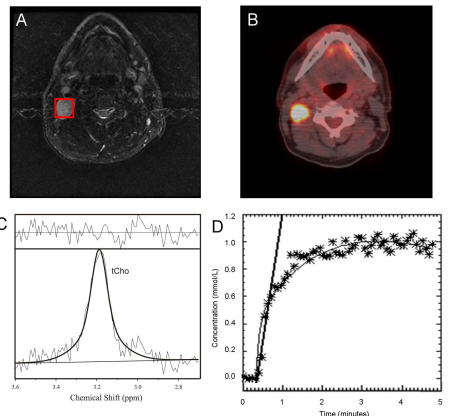 A
B
C
tCho
3.6 3.4 3.2 3.0 2.8
Chemical Shift (ppm)
D
Concentration (mmol/L)
1.2
1.0
0.8
0.6
0.4
0.2
0.0
0 1 2 3 4 5
Time (minutes)